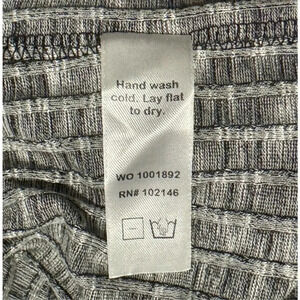 Hand wash
cold. Lay flat
to dry.
WO 1001892
RN# 102146